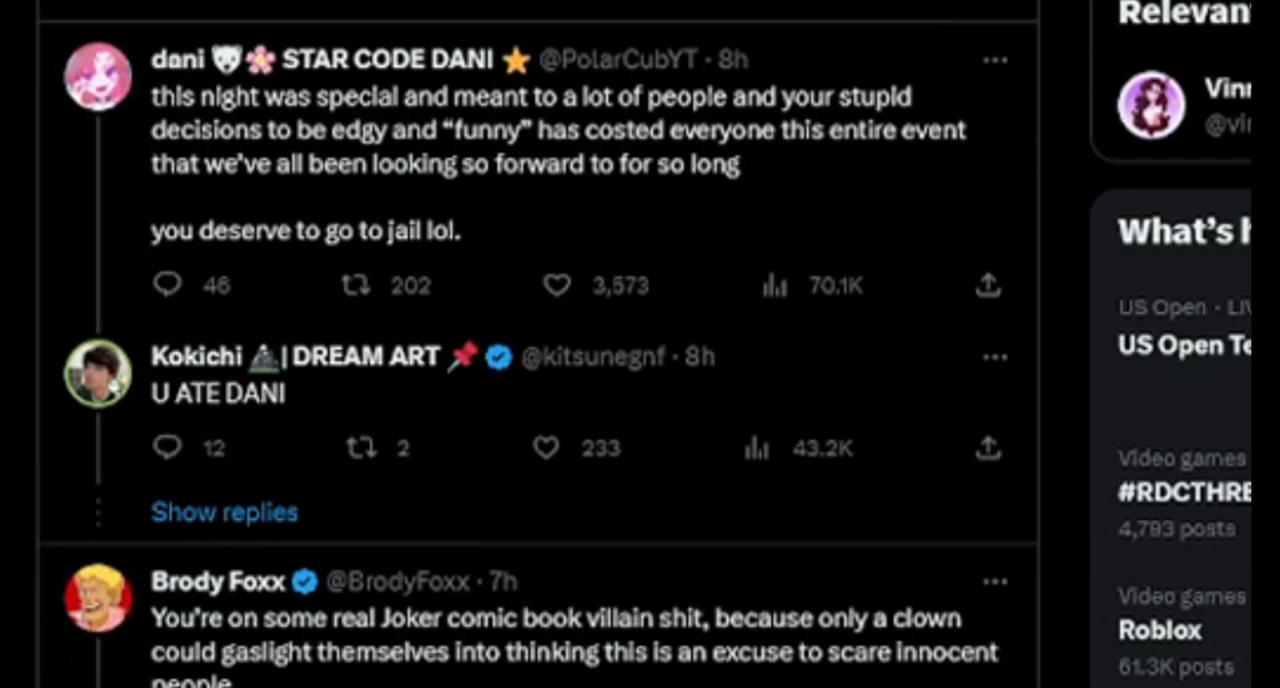 dani 🐻‍❄️🌸 STAR CODE DANI ⭐ @PolarCubYT · 8h
this night was special and meant to a lot of people and your stupid
decisions to be edgy and “funny” has costed everyone this entire event
that we’ve all been looking so forward to for so long
you deserve to go to jail lol.
46 202 3,573 70.1K
Kokichi | DREAM ART 📌 @kitsunegnf · 8h
U ATE DANI
12 2 233 43.2K
Show replies
Brody Foxx @BrodyFoxx · 7h
You’re on some real Joker comic book villain shit, because only a clown
could gaslight themselves into thinking this is an excuse to scare innocent
people
Relevan
Vin
@vi
What’s h
US Open · LIV
US Open Te
Video games
#RDCTHRE
4,793 posts
Video games
Roblox
61.3K posts